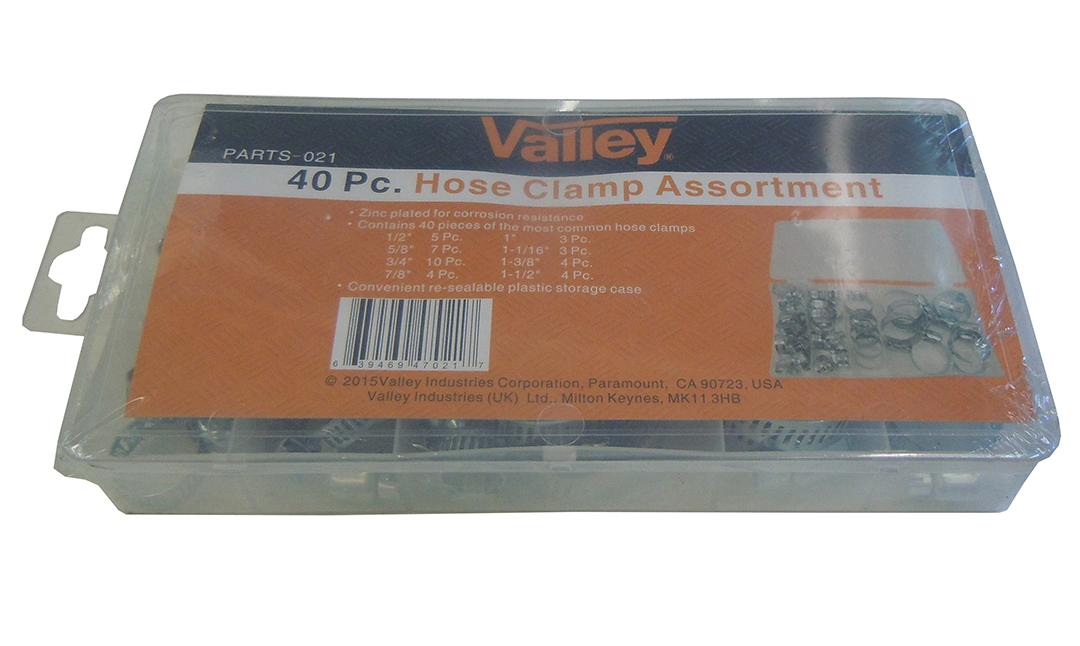 Valley®
PARTS-021
40 Pc. Hose Clamp Assortment
• Zinc plated for corrosion resistance
• Contains 40 pieces of the most common hose clamps
1/2" 5 Pc. 1" 3 Pc.
5/8" 7 Pc. 1-1/16" 3 Pc.
3/4" 10 Pc. 1-3/8" 4 Pc.
7/8" 4 Pc. 1-1/2" 4 Pc.
• Convenient re-sealable plastic storage case
6 39469 47021 7
© 2015Valley Industries Corporation, Paramount, CA 90723, USA
Valley Industries (UK) Ltd.. Milton Keynes, MK11 3HB